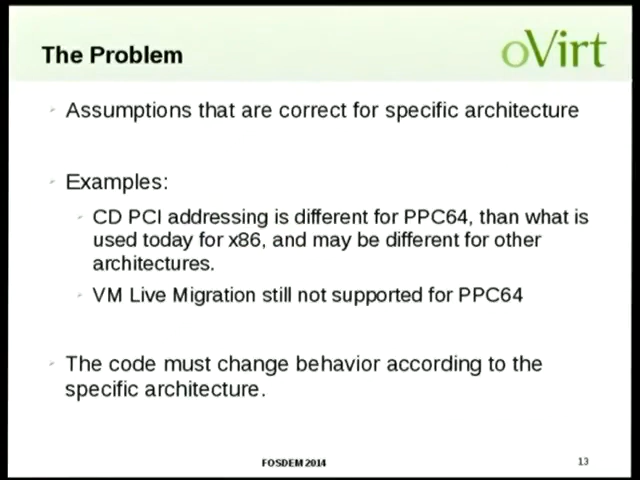 The Problem
oVirt
Assumptions that are correct for specific architecture
Examples:
CD PCI addressing is different for PPC64, than what is
used today for x86, and may be different for other
architectures.
VM Live Migration still not supported for PPC64
The code must change behavior according to the
specific architecture.
FOSDEM 2014
13